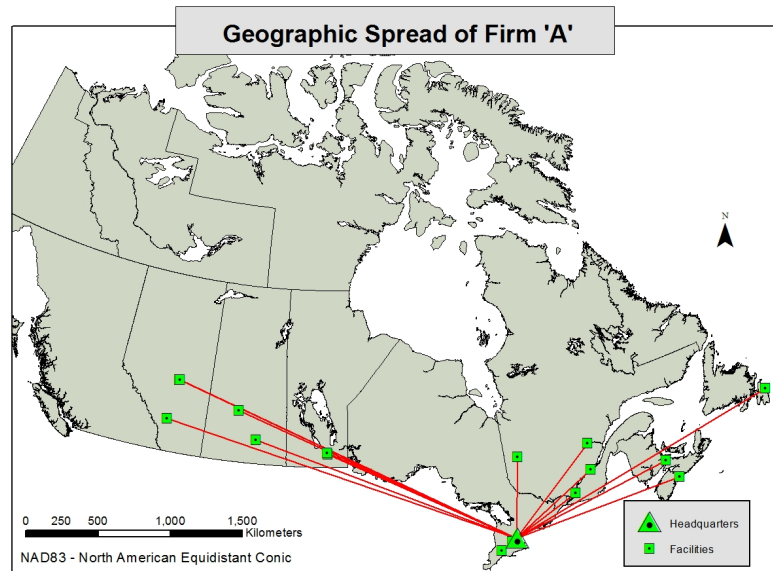 Geographic Spread of Firm 'A'
N
0 250 500 1,000 1,500
Kilometers
NAD83 - North American Equidistant Conic
Headquarters
Facilities